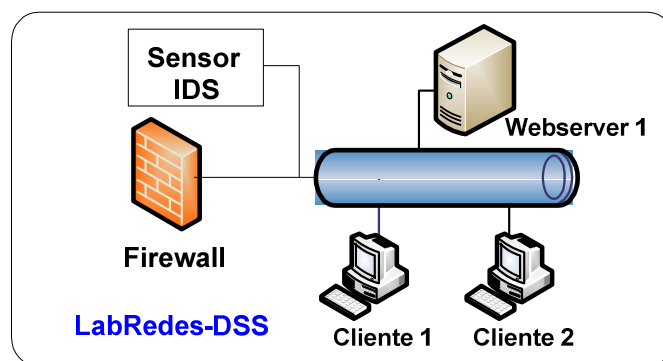 Sensor
IDS
Webserver 1
Firewall
LabRedes-DSS
Cliente 1
Cliente 2